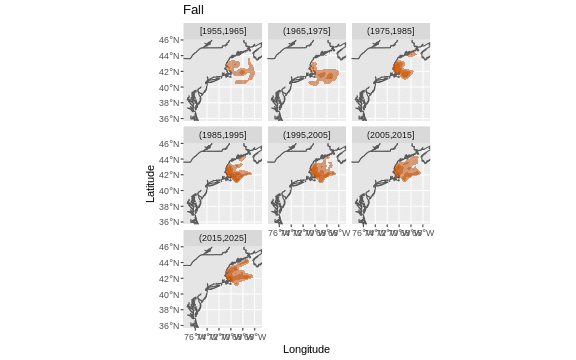 Fall
[1955,1965]
(1965,1975]
(1975,1985]
46°N
44°N
42°N
40°N
38°N
36°N
(1985,1995]
(1995,2005]
(2005,2015]
46°N
44°N
42°N
40°N
38°N
36°N
(2015,2025]
46°N
44°N
42°N
40°N
38°N
36°N
Latitude
Longitude